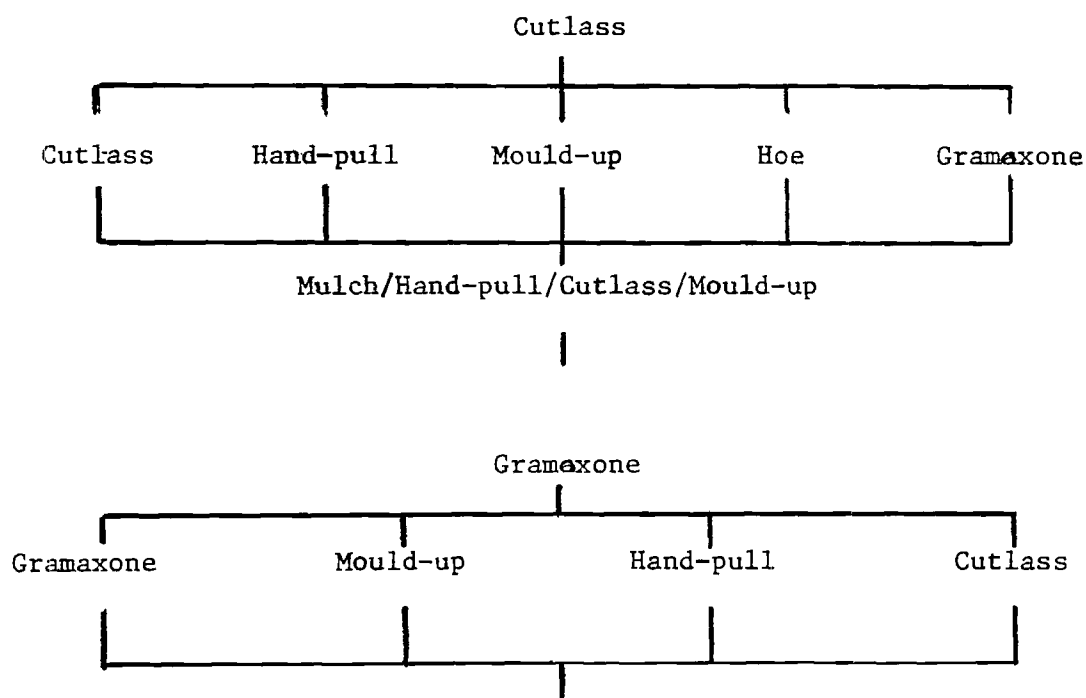 Cutlass
Cutlass Hand-pull Mould-up Hoe Gramaxone
Mulch/Hand-pull/Cutlass/Mould-up
Gramaxone
Gramaxone Mould-up Hand-pull Cutlass